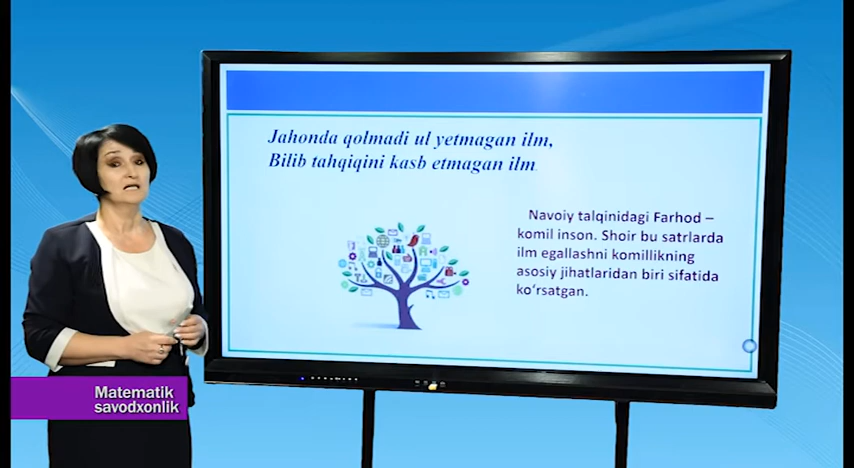 Jahonda qolmadi ul yetmagan ilm,
Bilib tahqiqini kasb etmagan ilm.
Navoiy talqinidagi Farhod –
komil inson. Shoir bu satrlarda
ilm egallashni komillikning
asosiy jihatlaridan biri sifatida
ko‘rsatgan.
Matematik
savodxonlik